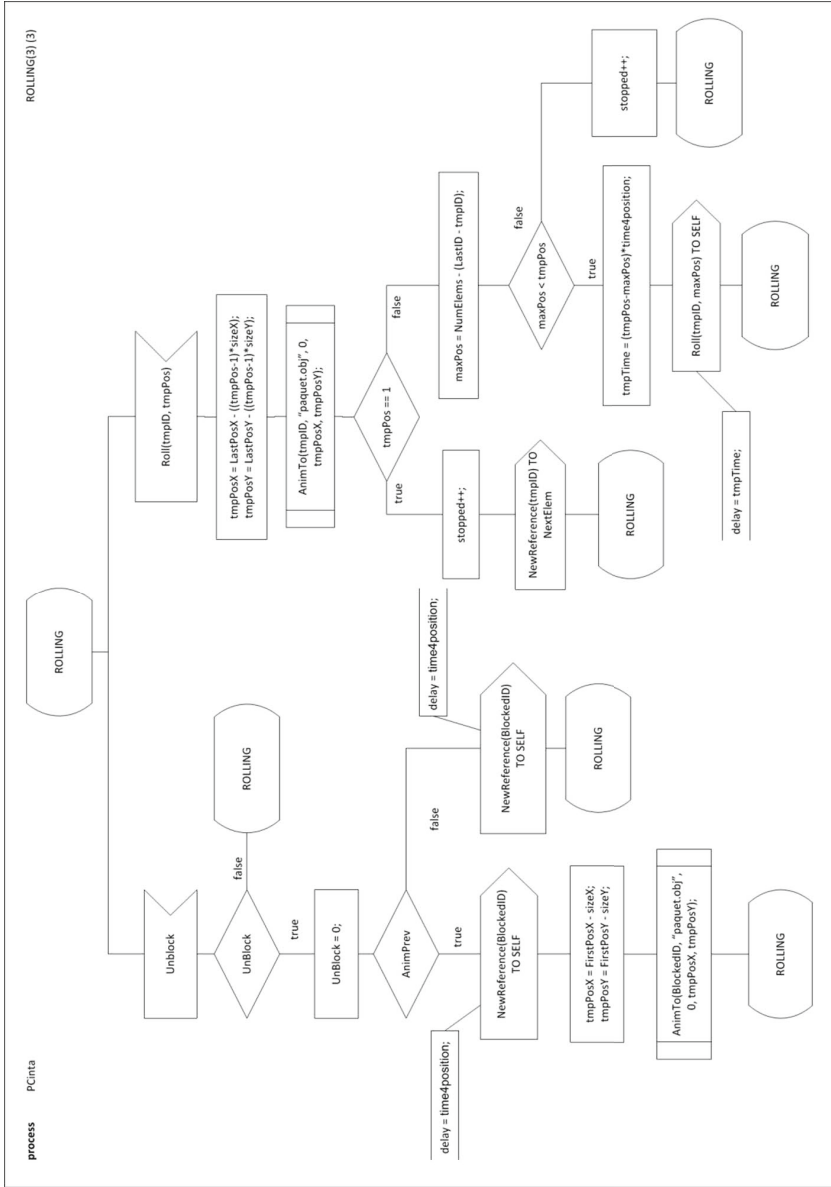 process PCinta
ROLLING(3) (3)
ROLLING
Unblock
UnBlock
false
ROLLING
true
UnBlock = 0;
AnimPrev
true
false
delay = time4position;
NewReference(BlockedID)
TO SELF
tmpPosX = FirstPosX - sizeX;
tmpPosY = FirstPosY - sizeY;
AnimTo(BlockedID, "paquet.obj",
0, tmpPosX, tmpPosY);
ROLLING
delay = time4position;
NewReference(BlockedID)
TO SELF
ROLLING
Roll(tmpID, tmpPos)
tmpPosX = LastPosX - ((tmpPos-1)*sizeX);
tmpPosY = LastPosY - ((tmpPos-1)*sizeY);
AnimTo(tmpID, "paquet.obj", 0,
tmpPosX, tmpPosY);
tmpPos == 1
true
false
stopped++;
NewReference(tmpID) TO
NextElem
ROLLING
maxPos = NumElems - (LastID - tmpID);
maxPos < tmpPos
true
false
tmpTime = (tmpPos-maxPos)*time4position;
Roll(tmpID, maxPos) TO SELF
delay = tmpTime;
ROLLING
stopped++;
ROLLING